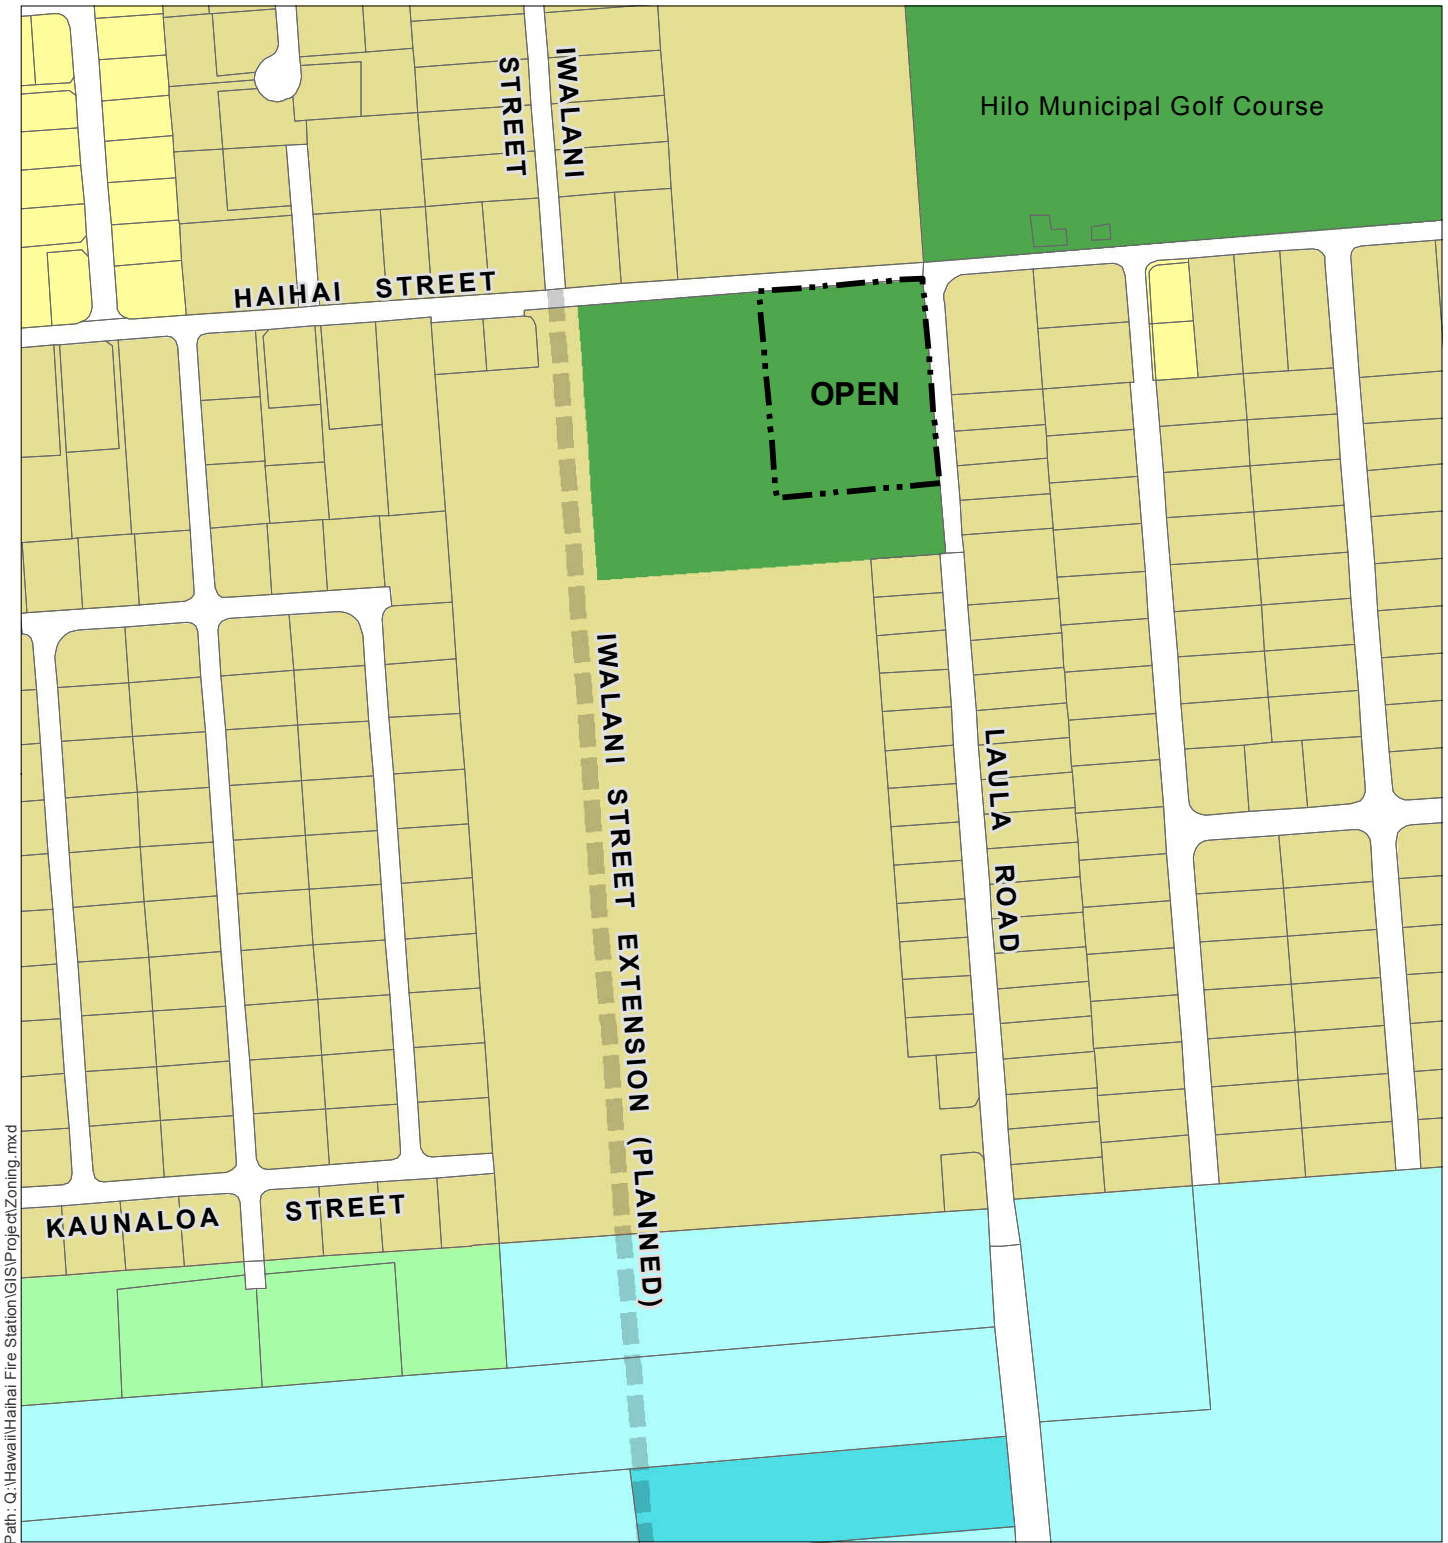 IWALANI
STREET
Hilo Municipal Golf Course
HAIHAI STREET
OPEN
IWALANI STREET EXTENSION (PLANNED)
LAULA ROAD
KAUNALOA STREET
Path: Q:\Hawaii\Haihai Fire Station\GIS\Project\Zoning.mxd